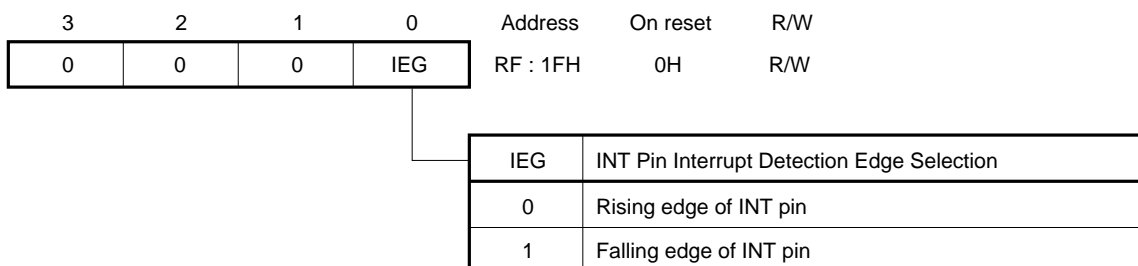 3 2 1 0 Address On reset R/W
0 0 0 IEG RF : 1FH 0H R/W
IEG INT Pin Interrupt Detection Edge Selection
0 Rising edge of INT pin
1 Falling edge of INT pin